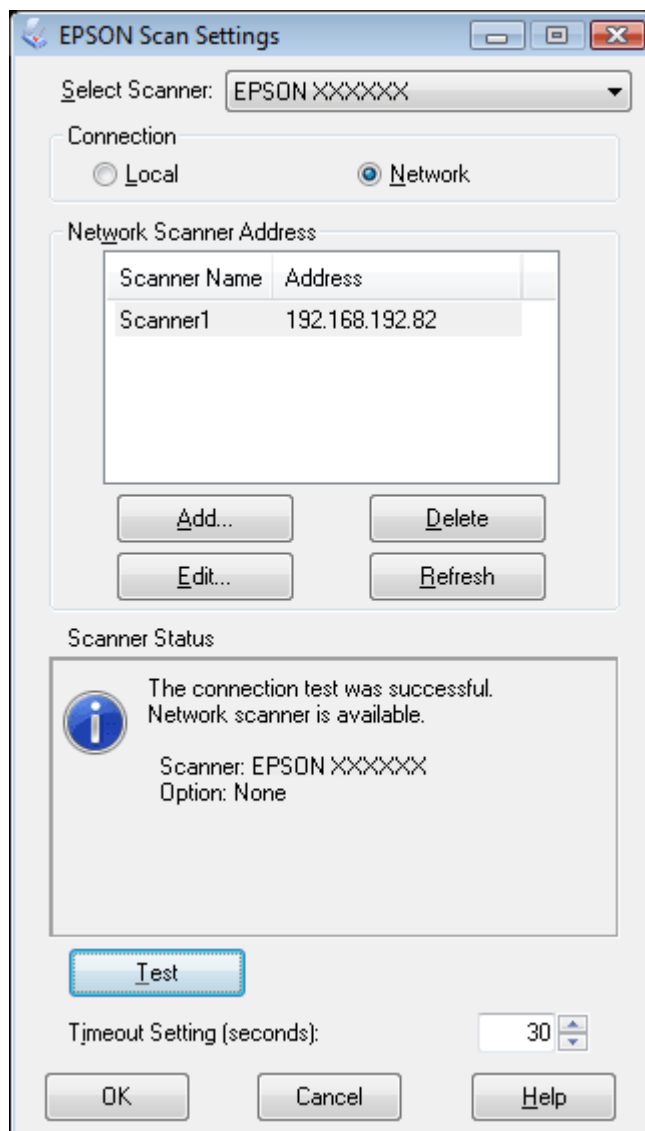 EPSON Scan Settings
Select Scanner: EPSON XXXXXX
Connection
Local Network
Network Scanner Address
Scanner Name Address
Scanner1 192.168.192.82
Add... Delete
Edit... Refresh
Scanner Status
The connection test was successful.
Network scanner is available.
Scanner: EPSON XXXXXX
Option: None
Test
Timeout Setting (seconds): 30
OK Cancel Help